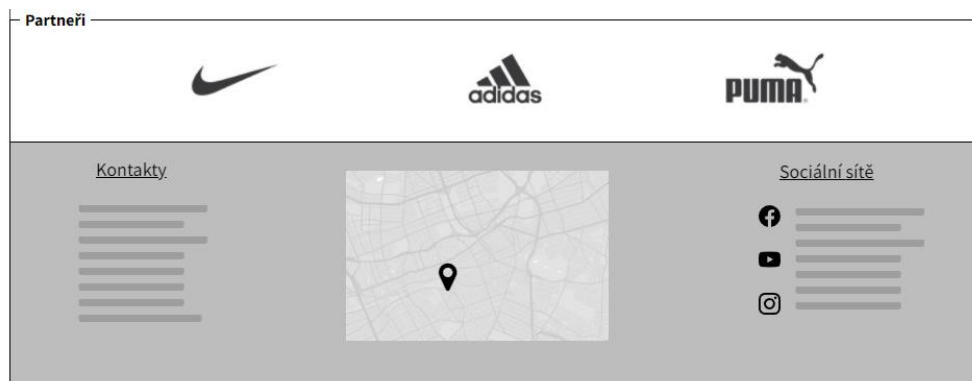 Partneři
adidas
PUMA
Kontakty
Sociální sítě